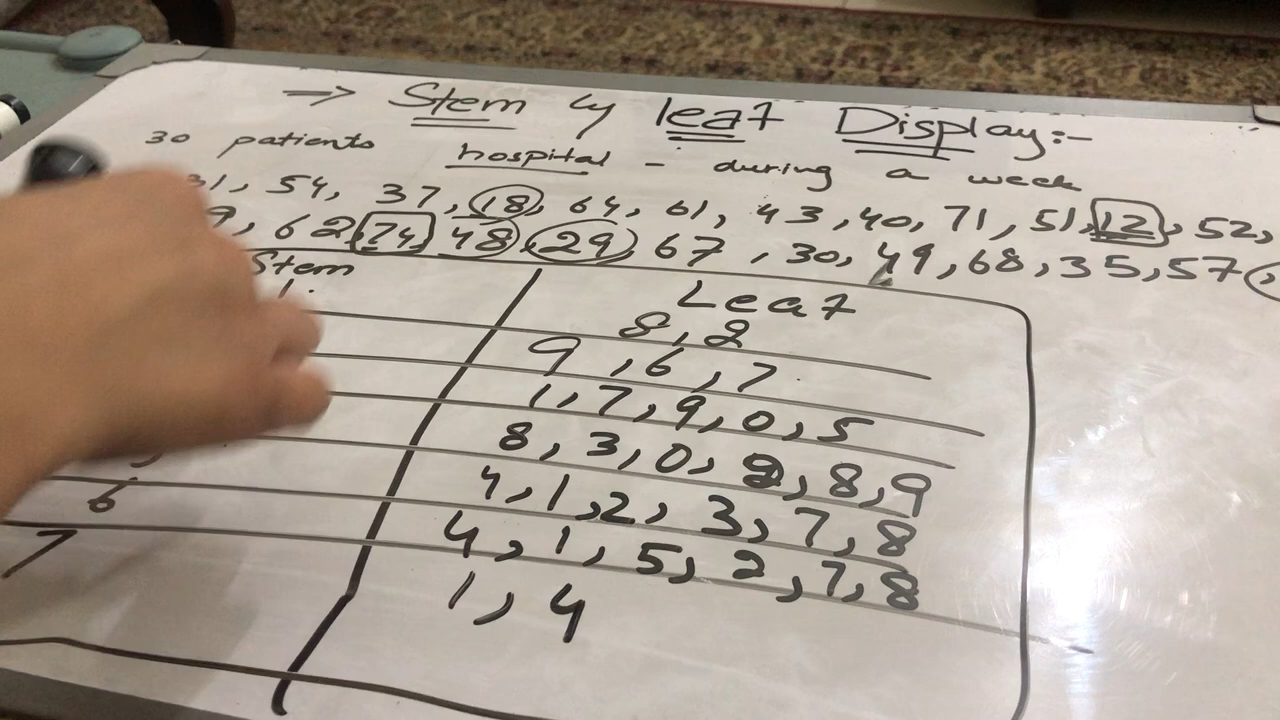 => Stem & leaf Display:-
30 patients hospital - during a week
31, 54, 37, 18, 64, 61, 43, 40, 71, 51, 12, 52,
9, 62, 74, 48, 29, 67, 30, 49, 68, 35, 57
Stem Leaf
8, 2
9, 6, 7
1, 7, 9, 0, 5
8, 3, 0, 2, 8, 9
4, 1, 2, 3, 7, 8
6 4, 1, 5, 2, 7, 8
7 1, 4